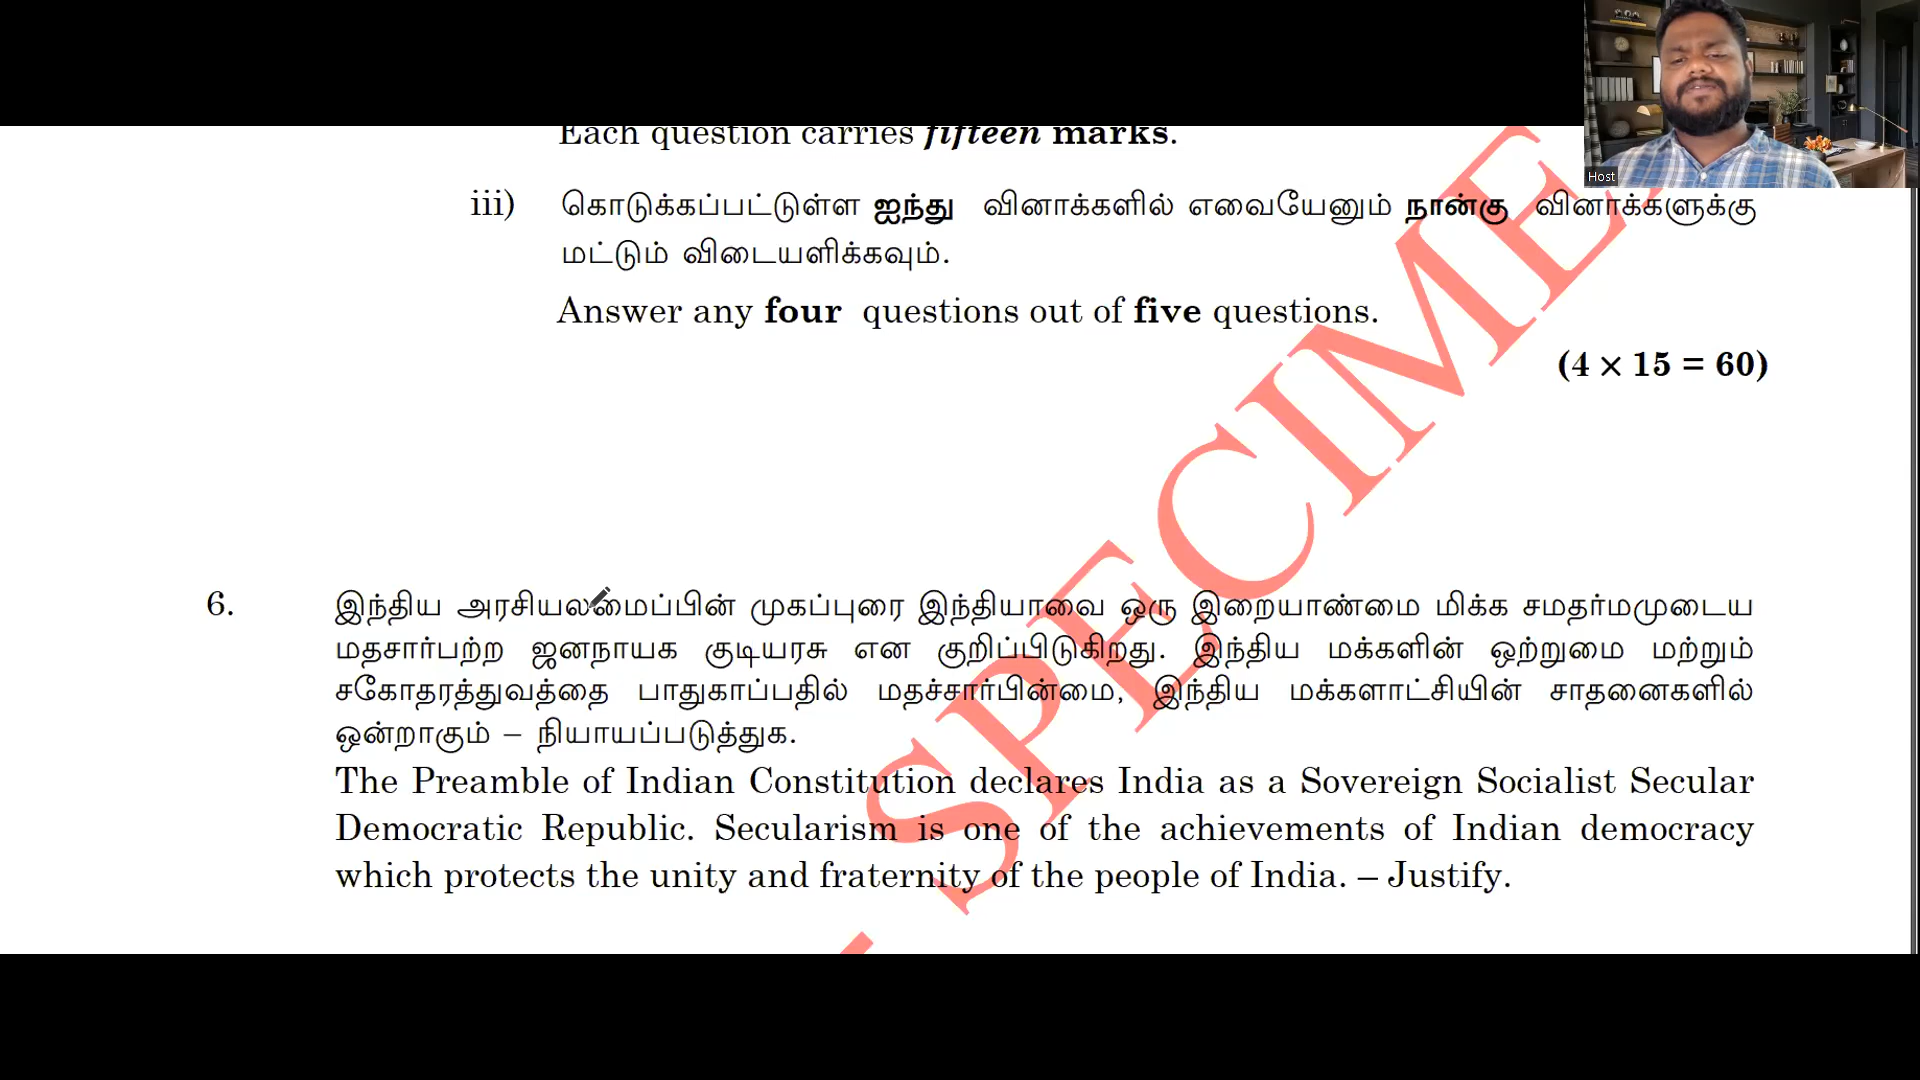 Host
Each question carries fifteen marks.
iii) கொடுக்கப்பட்டுள்ள ஐந்து வினாக்களில் எவையேனும் நான்கு வினாக்களுக்கு
மட்டும் விடையளிக்கவும்.
Answer any four questions out of five questions.
(4 × 15 = 60)
6. இந்திய அரசியலமைப்பின் முகப்புரை இந்தியாவை ஒரு இறையாண்மை மிக்க சமதர்மமுடைய
மதசார்பற்ற ஜனநாயக குடியரசு என குறிப்பிடுகிறது. இந்திய மக்களின் ஒற்றுமை மற்றும்
சகோதரத்துவத்தை பாதுகாப்பதில் மதச்சார்பின்மை, இந்திய மக்களாட்சியின் சாதனைகளில்
ஒன்றாகும் – நியாயப்படுத்துக.
The Preamble of Indian Constitution declares India as a Sovereign Socialist Secular
Democratic Republic. Secularism is one of the achievements of Indian democracy
which protects the unity and fraternity of the people of India. – Justify.
SPECIME